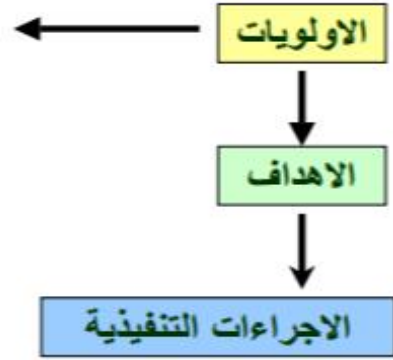 الاولويات
الاهداف
الاجراءات التنفيذية